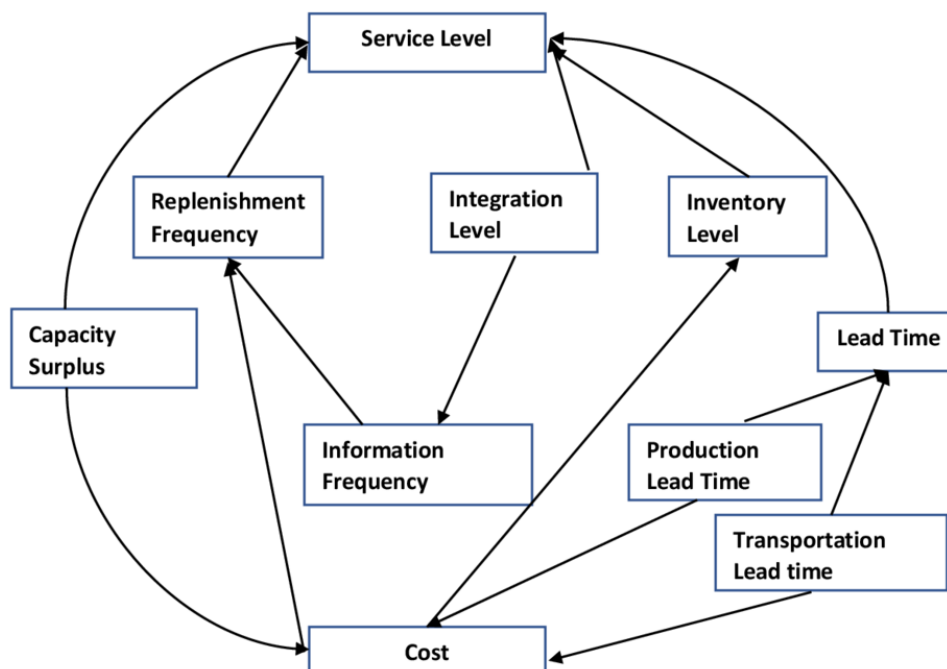 Service Level
Replenishment
Frequency
Integration
Level
Inventory
Level
Capacity
Surplus
Lead Time
Information
Frequency
Production
Lead Time
Transportation
Lead time
Cost